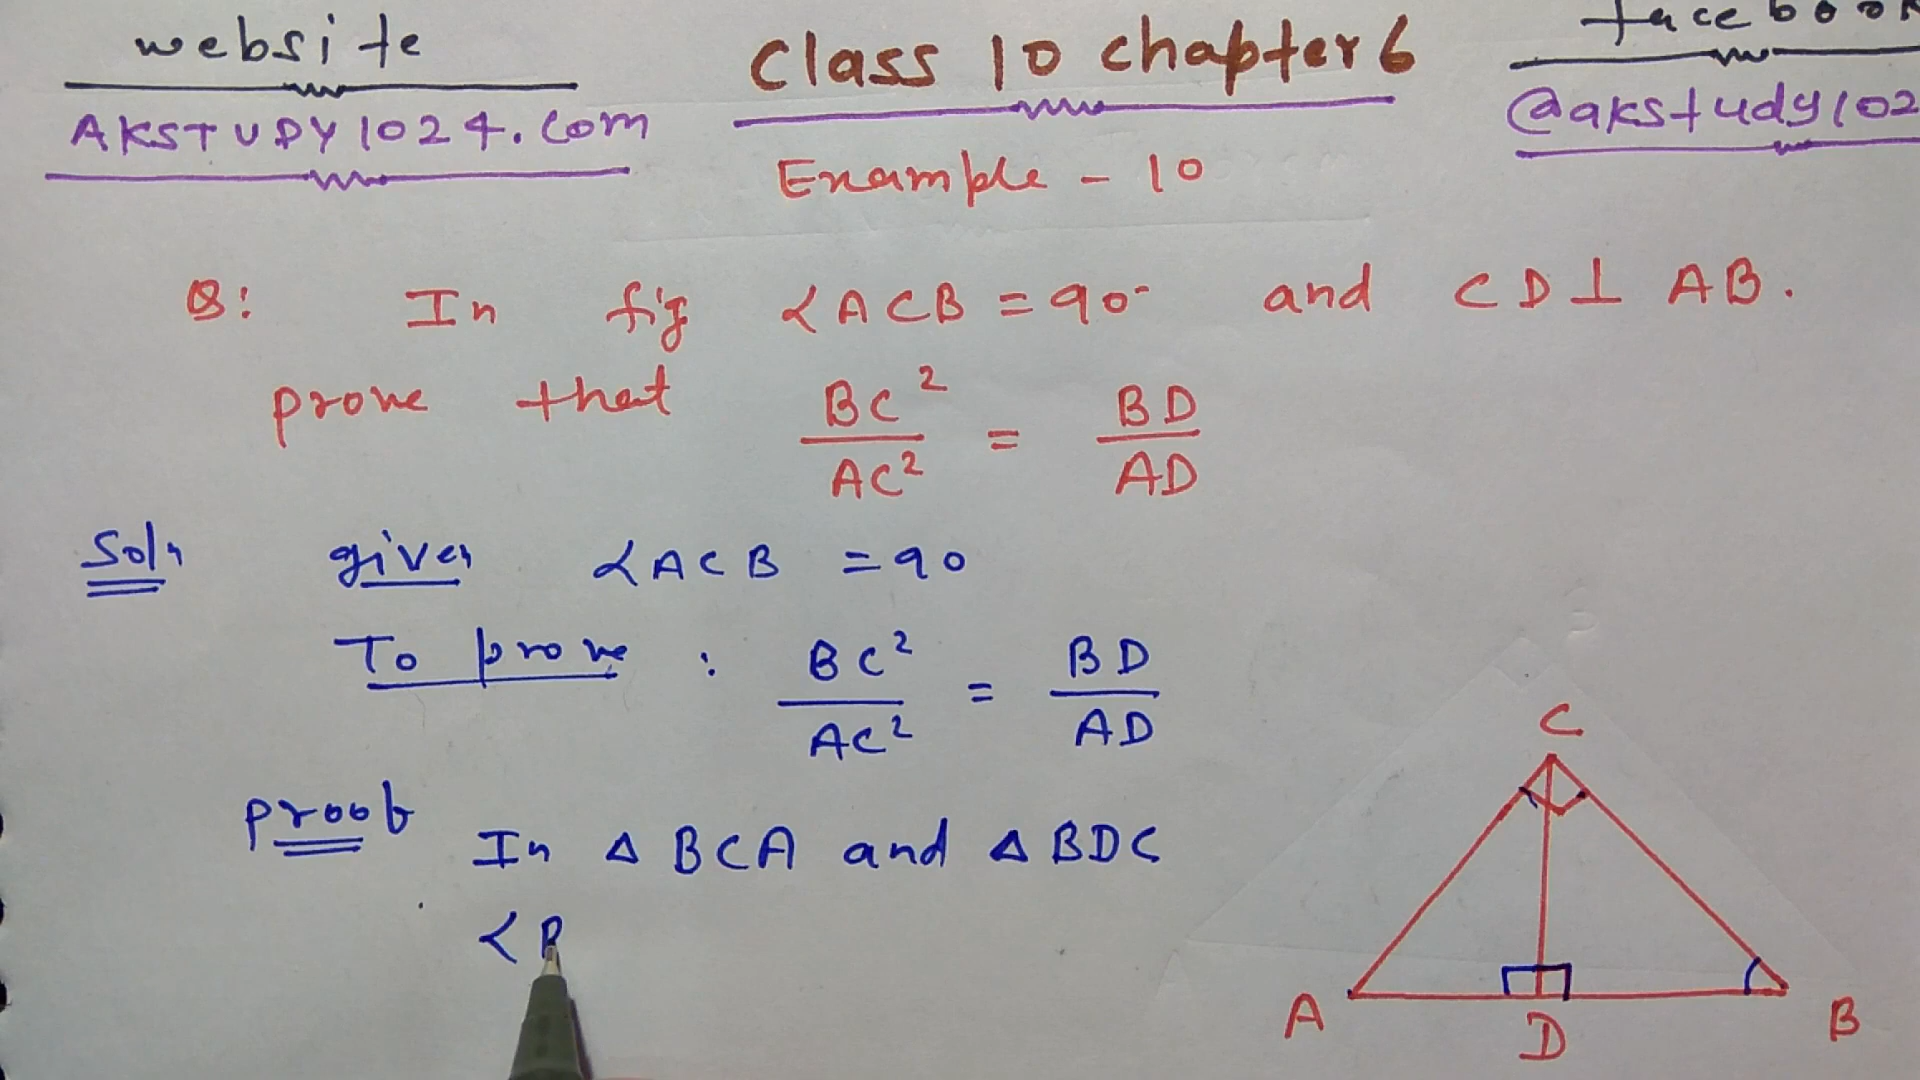 website
AKSTUDY1024.com
Class 10 chapter 6
facebook
@akstudy102
Example - 10
Q: In fig ∠ACB = 90° and CD ⊥ AB.
prove that BC²/AC² = BD/AD
Soln given ∠ACB = 90
To prove : BC²/AC² = BD/AD
Proof In △ BCA and △ BDC
∠B
C
A
D
B